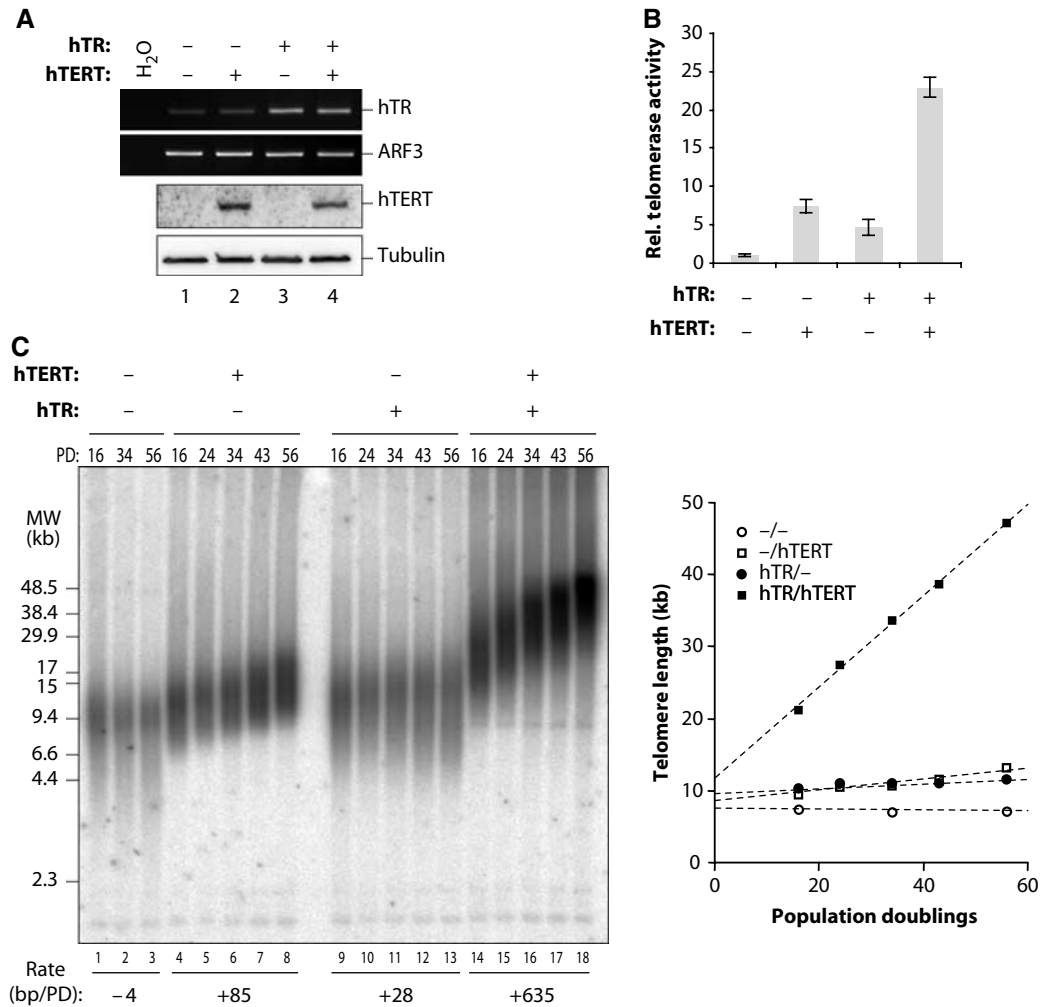 A
hTR: – – + +
hTERT: – + – +
H2O
hTR
ARF3
hTERT
Tubulin
1 2 3 4
B
Rel. telomerase activity
30
25
20
15
10
5
0
hTR: – – + +
hTERT: – + – +
C
hTERT: – + – +
hTR: – – + +
PD: 16 34 56 16 24 34 43 56 16 24 34 43 56 16 24 34 43 56
MW
(kb)
48.5
38.4
29.9
17
15
9.4
6.6
4.4
2.3
1 2 3 4 5 6 7 8 9 10 11 12 13 14 15 16 17 18
Rate
(bp/PD): –4 +85 +28 +635
Telomere length (kb)
50
40
30
20
10
0
–/–
–/hTERT
hTR/–
hTR/hTERT
0 20 40 60
Population doublings